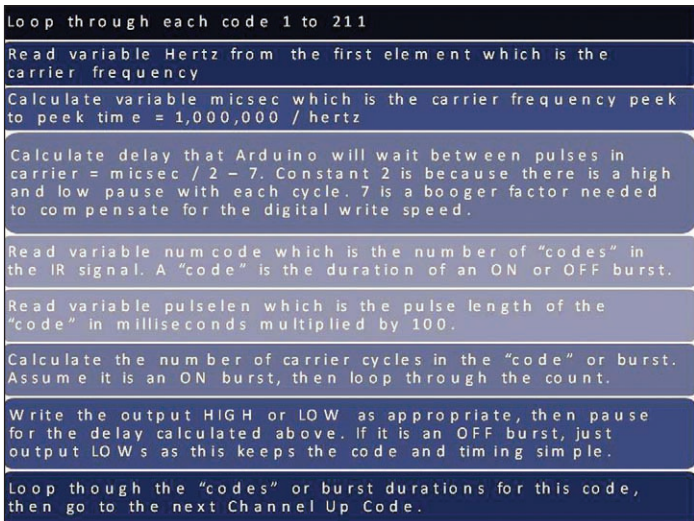 Loop through each code 1 to 211
Read variable Hertz from the first element which is the
carrier frequency
Calculate variable micsec which is the carrier frequency peek
to peek time = 1,000,000 / hertz
Calculate delay that Arduino will wait between pulses in
carrier = micsec / 2 – 7. Constant 2 is because there is a high
and low pause with each cycle. 7 is a booger factor needed
to compensate for the digital write speed.
Read variable numcode which is the number of “codes” in
the IR signal. A “code” is the duration of an ON or OFF burst.
Read variable pulselen which is the pulse length of the
“code” in milliseconds multiplied by 100.
Calculate the number of carrier cycles in the “code” or burst.
Assume it is an ON burst, then loop through the count.
Write the output HIGH or LOW as appropriate, then pause
for the delay calculated above. If it is an OFF burst, just
output LOWs as this keeps the code and timing simple.
Loop though the “codes” or burst durations for this code,
then go to the next Channel Up Code.